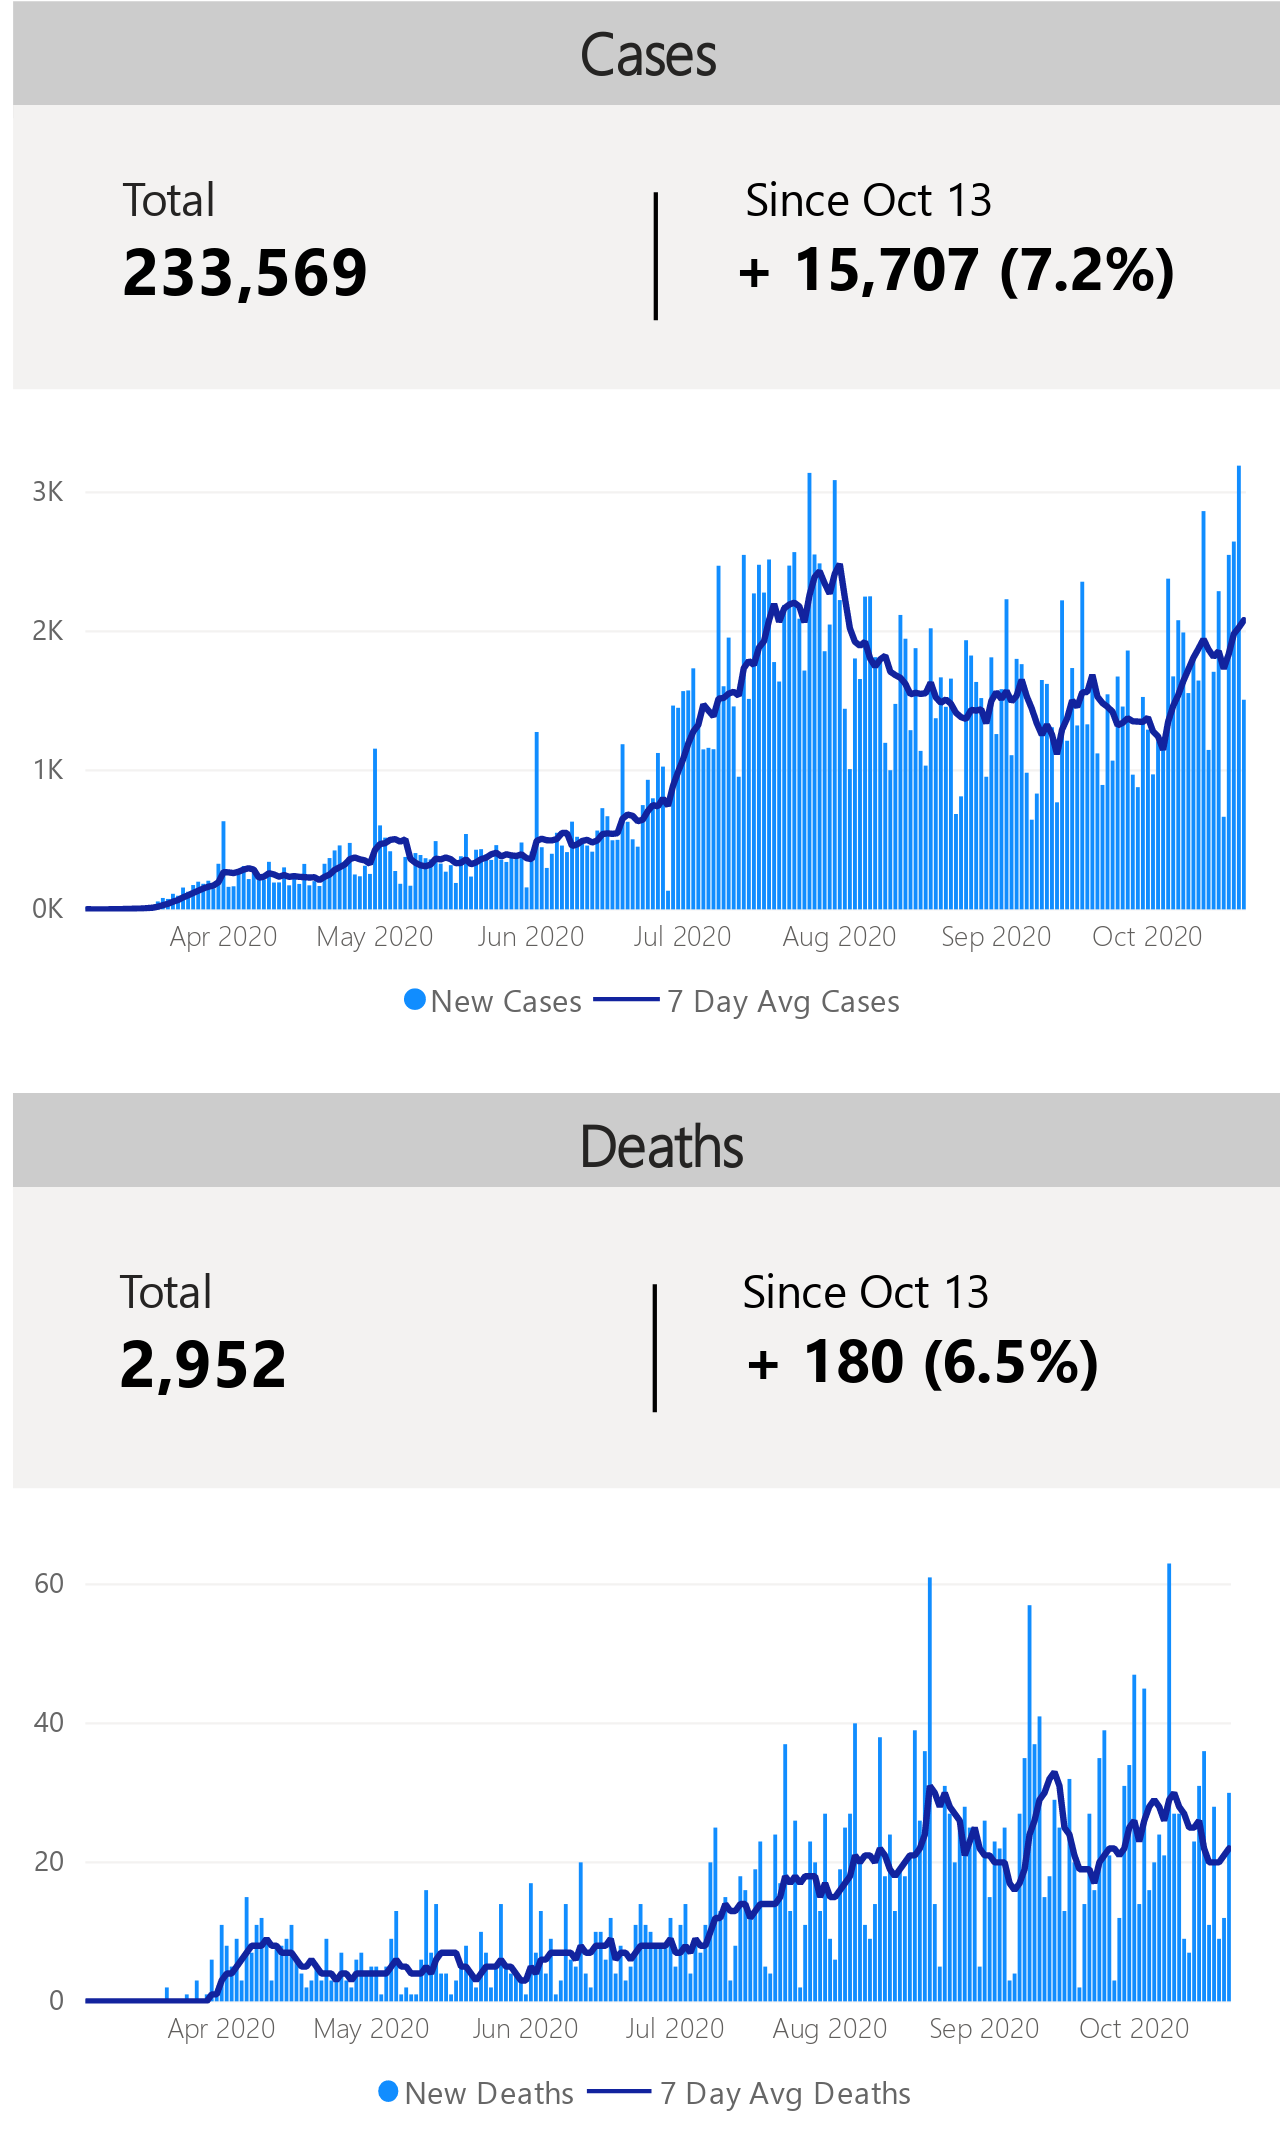 Cases
Total
Since Oct 13
233,569
+ 15,707 (7.2%)
3K
2K
1K
0K
Apr 2020 May 2020 Jun 2020 Jul 2020 Aug 2020 Sep 2020 Oct 2020
New Cases 7 Day Avg Cases
Deaths
Total
Since Oct 13
2,952
+ 180 (6.5%)
60
40
20
0
Apr 2020 May 2020 Jun 2020 Jul 2020 Aug 2020 Sep 2020 Oct 2020
New Deaths 7 Day Avg Deaths